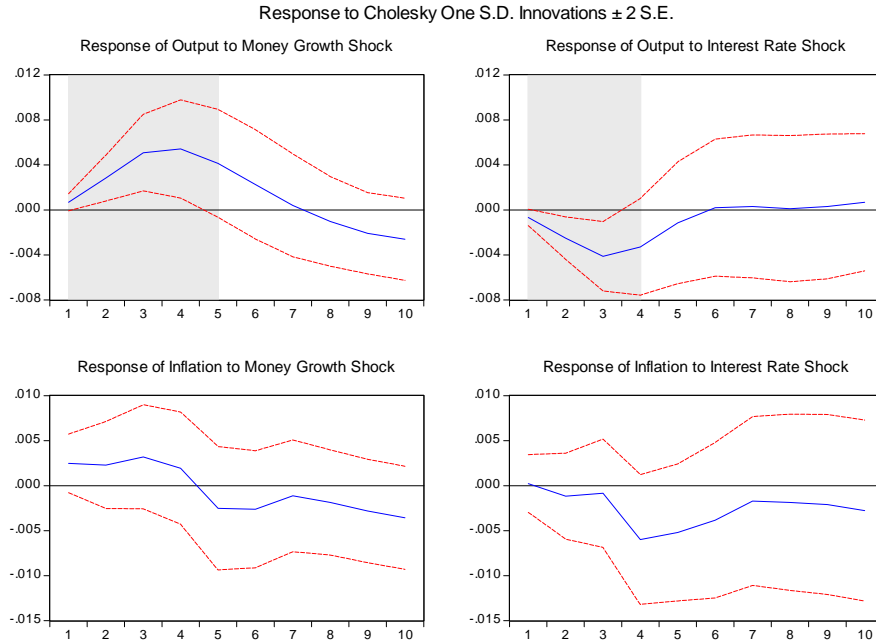 Response to Cholesky One S.D. Innovations ± 2 S.E.
Response of Output to Money Growth Shock
.012
.008
.004
.000
-.004
-.008
1 2 3 4 5 6 7 8 9 10
Response of Output to Interest Rate Shock
.012
.008
.004
.000
-.004
-.008
1 2 3 4 5 6 7 8 9 10
Response of Inflation to Money Growth Shock
.010
.005
.000
-.005
-.010
-.015
1 2 3 4 5 6 7 8 9 10
Response of Inflation to Interest Rate Shock
.010
.005
.000
-.005
-.010
-.015
1 2 3 4 5 6 7 8 9 10